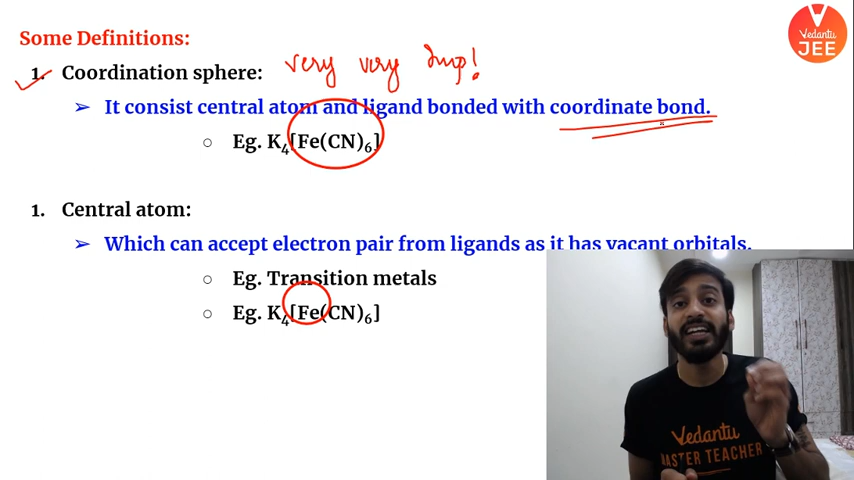 Some Definitions:
1. Coordination sphere: very very Imp!
➢ It consist central atom and ligand bonded with coordinate bond.
○ Eg. K₄[Fe(CN)₆]
1. Central atom:
➢ Which can accept electron pair from ligands as it has vacant orbitals.
○ Eg. Transition metals
○ Eg. K₄[Fe(CN)₆]
Vedantu
JEE
Vedantu
MASTER TEACHER